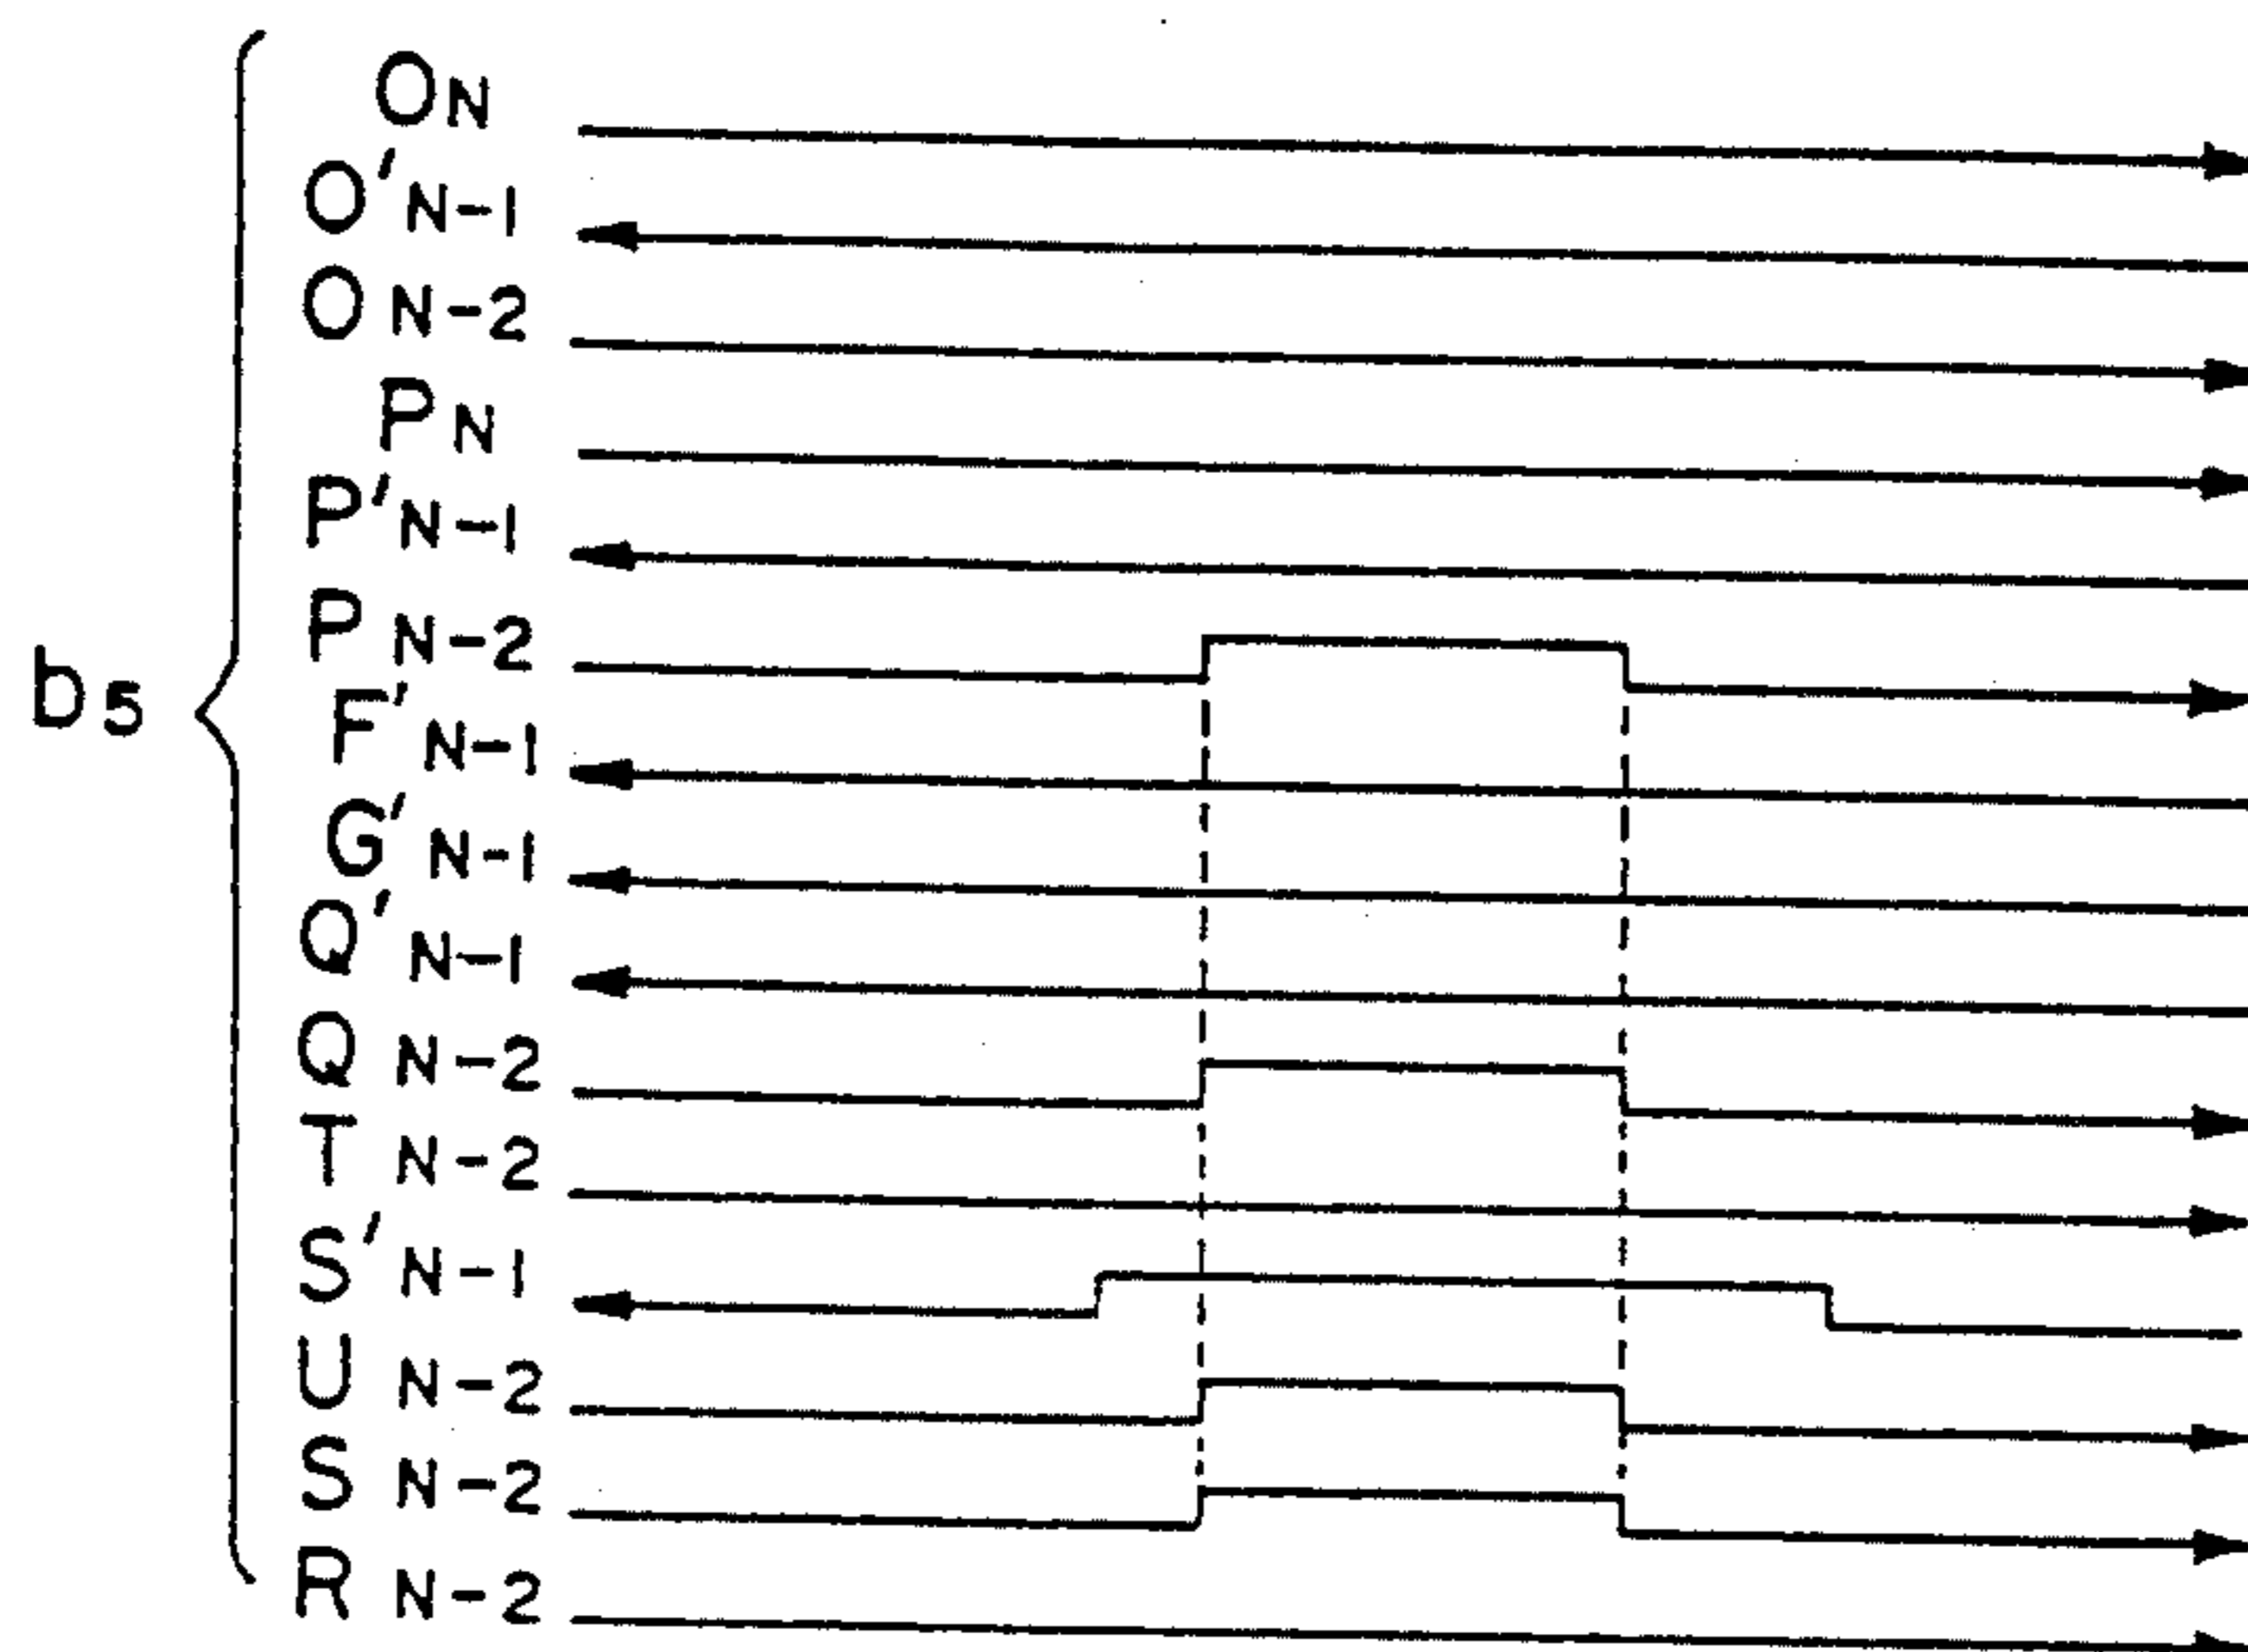 ON
O'N-1
ON-2
PN
P'N-1
PN-2
b5
F'N-1
G'N-1
Q'N-1
QN-2
TN-2
S'N-1
UN-2
SN-2
RN-2